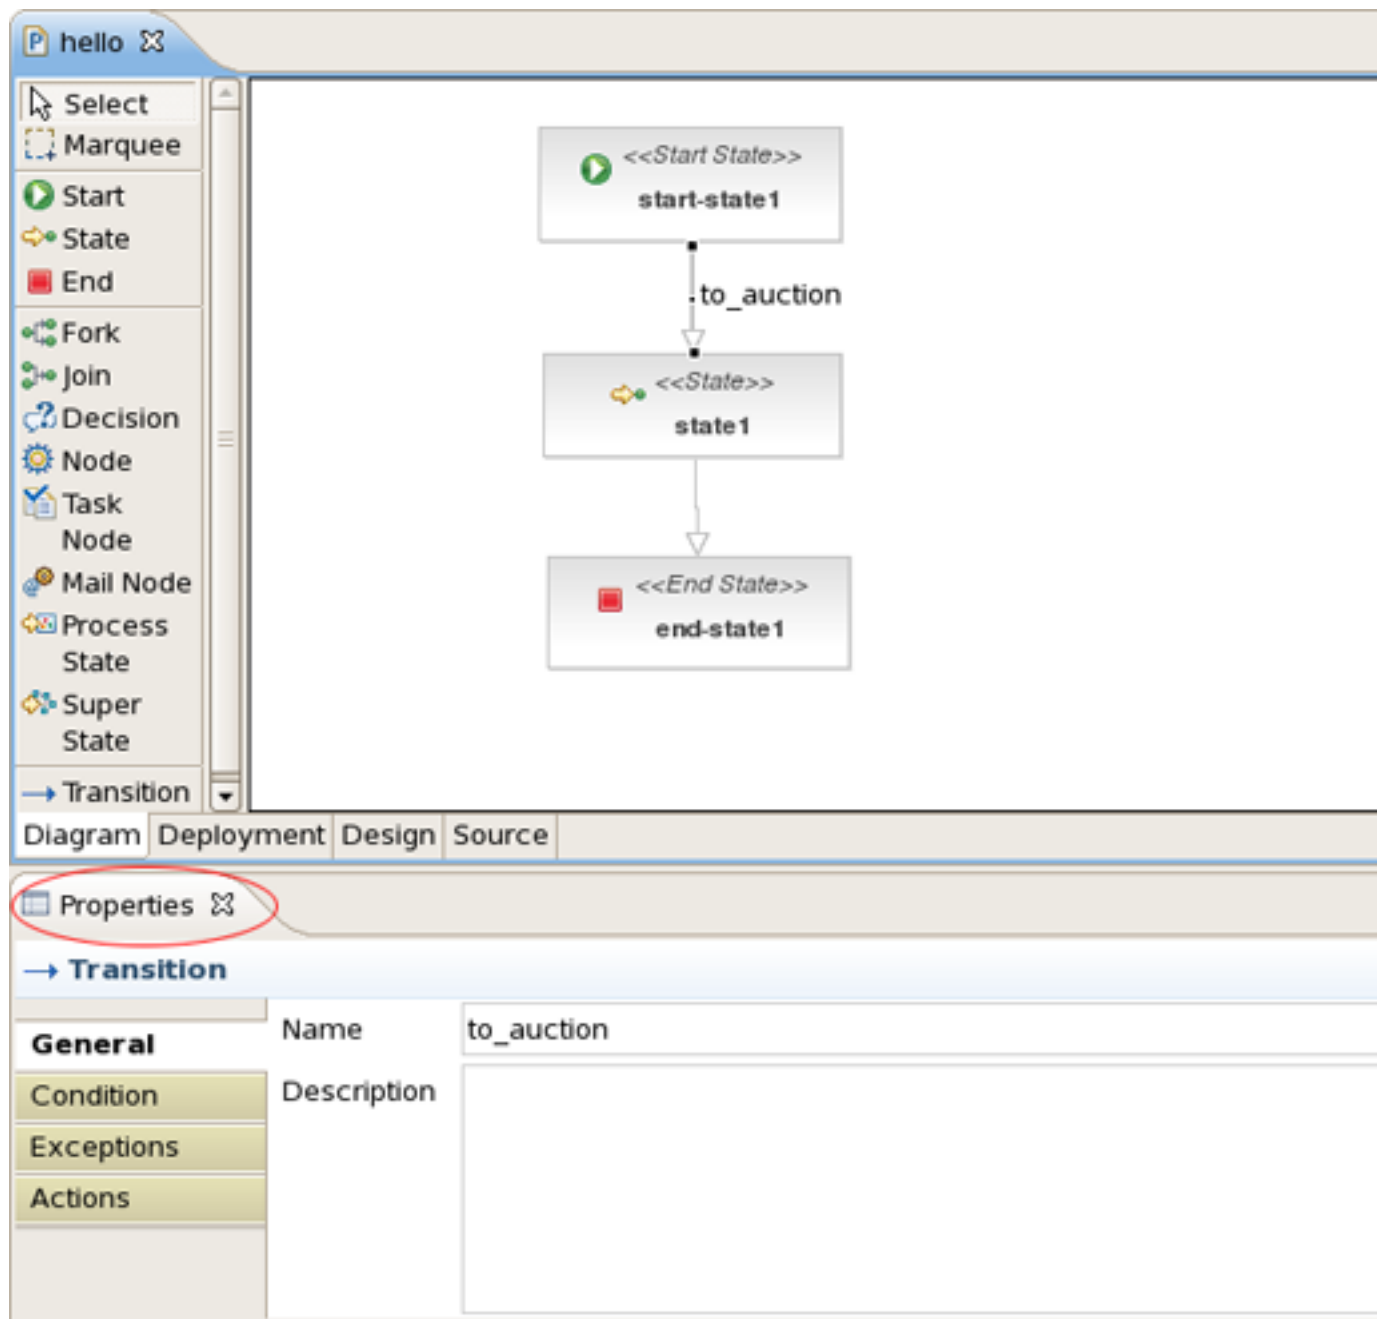 hello
Select
Marquee
Start
State
End
Fork
Join
Decision
Node
Task
Node
Mail Node
Process
State
Super
State
Transition
<<Start State>>
start-state1
to_auction
<<State>>
state1
<<End State>>
end-state1
Diagram Deployment Design Source
Properties
Transition
General
Condition
Exceptions
Actions
Name to_auction
Description